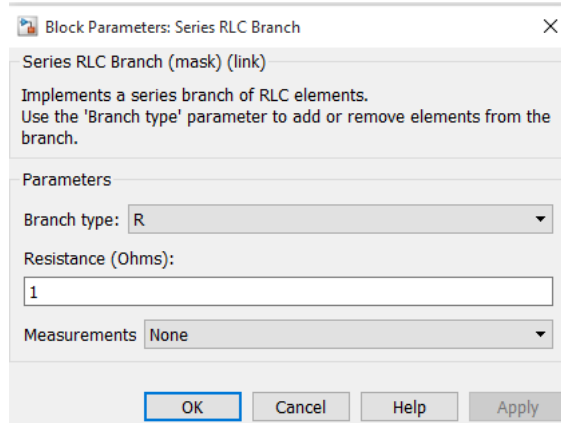 Block Parameters: Series RLC Branch
Series RLC Branch (mask) (link)
Implements a series branch of RLC elements.
Use the 'Branch type' parameter to add or remove elements from the
branch.
Parameters
Branch type: R
Resistance (Ohms):
1
Measurements None
OK Cancel Help Apply